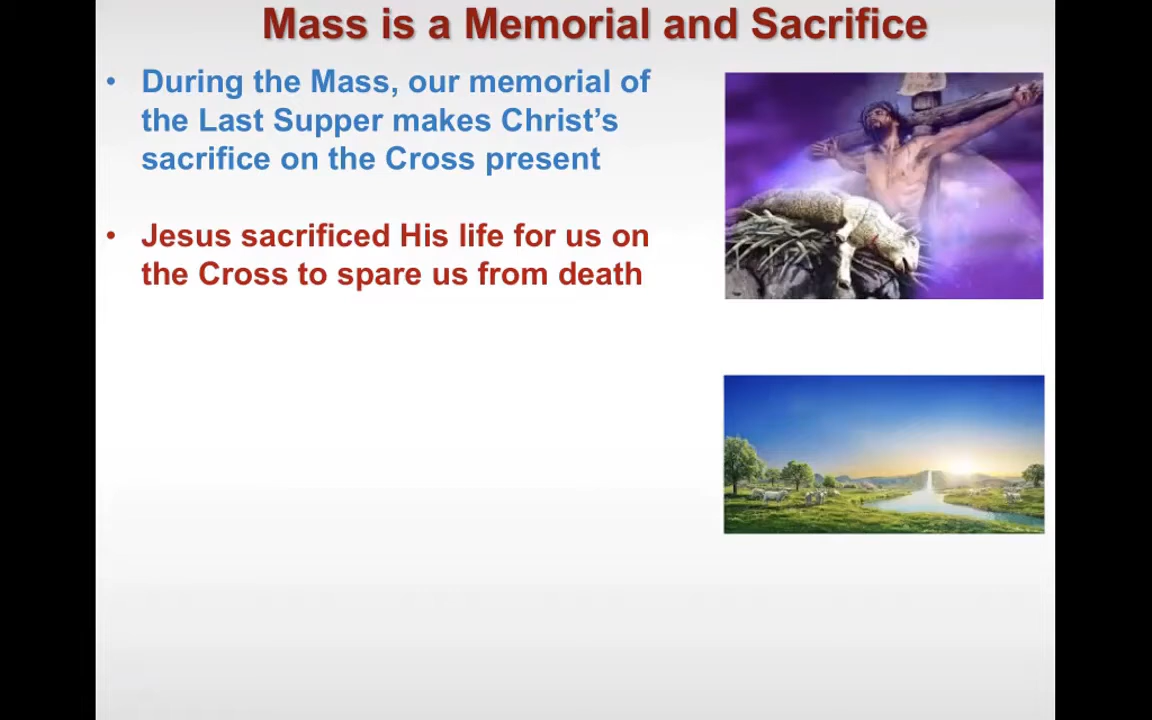 Mass is a Memorial and Sacrifice
• During the Mass, our memorial of
the Last Supper makes Christ’s
sacrifice on the Cross present
• Jesus sacrificed His life for us on
the Cross to spare us from death